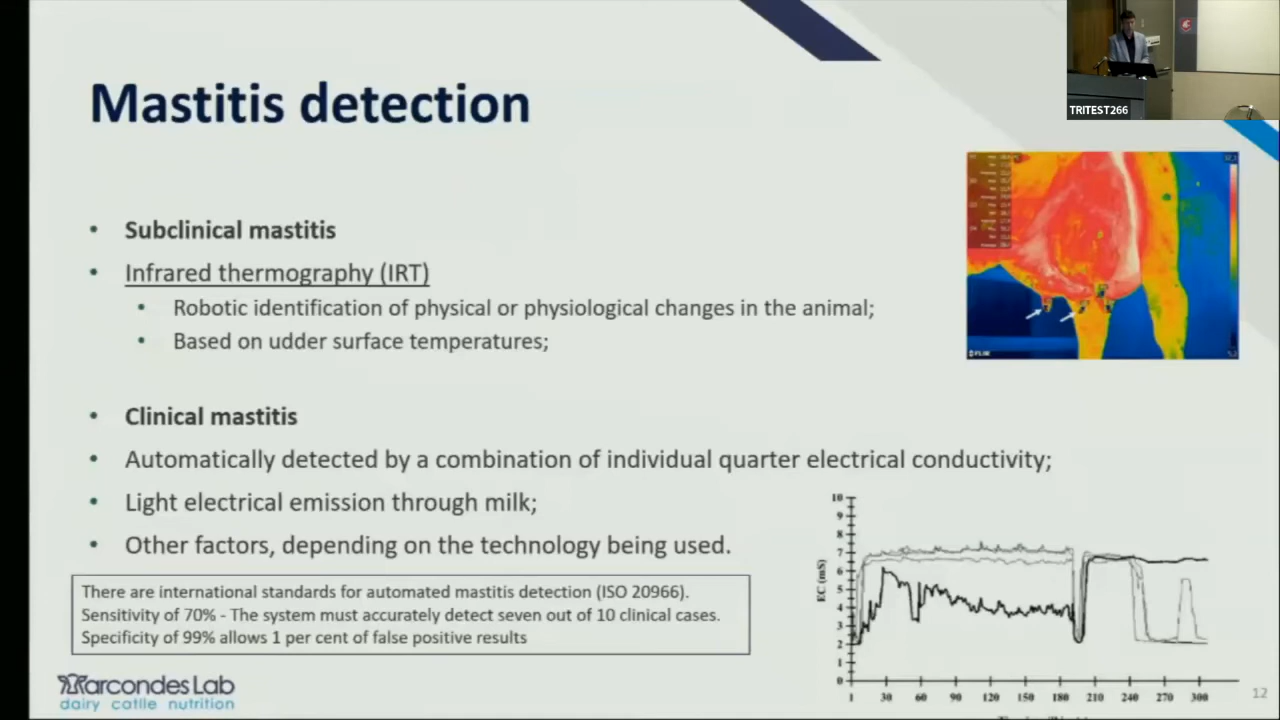 Mastitis detection
TRITEST266
• Subclinical mastitis
• Infrared thermography (IRT)
• Robotic identification of physical or physiological changes in the animal;
• Based on udder surface temperatures;
• Clinical mastitis
• Automatically detected by a combination of individual quarter electrical conductivity;
• Light electrical emission through milk;
• Other factors, depending on the technology being used.
There are international standards for automated mastitis detection (ISO 20966).
Sensitivity of 70% - The system must accurately detect seven out of 10 clinical cases.
Specificity of 99% allows 1 per cent of false positive results
EC (mS)
10
9
8
7
6
5
4
3
2
1
0
1 30 60 90 120 150 180 210 240 270 300
Marcondes Lab
dairy cattle nutrition
12